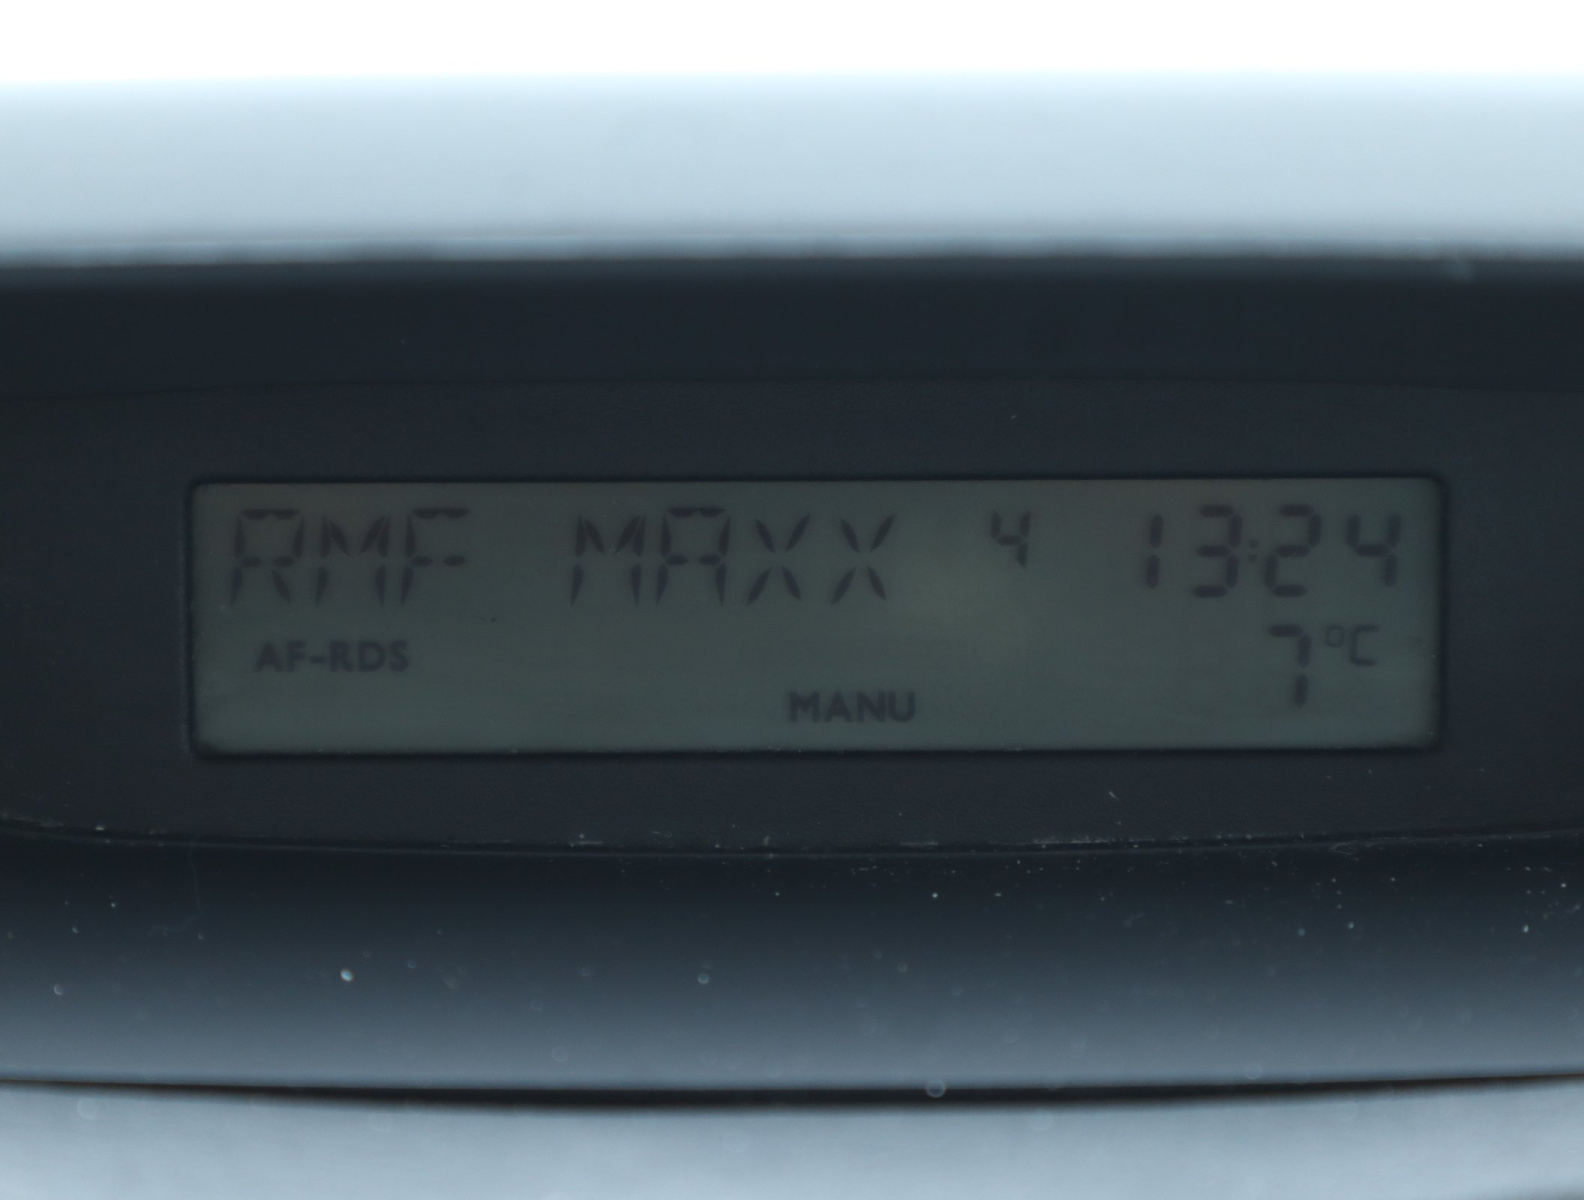 RMF MAXX 4 13:24
AF-RDS 7°C
MANU